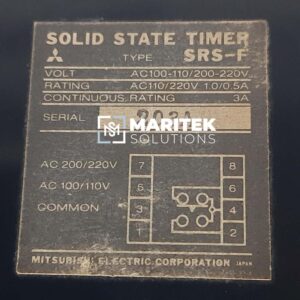 SOLID STATE TIMER
TYPE SRS-F
VOLT AC100-110/200-220V
RATING AC110/220V 1.0/0.5A
CONTINUOUS RATING 3A
SERIAL
MARITEK
SOLUTIONS
AC 200/220V 7 8
AC 100/110V 5 6
COMMON 3 4
1 2
MITSUBISHI ELECTRIC CORPORATION JAPAN